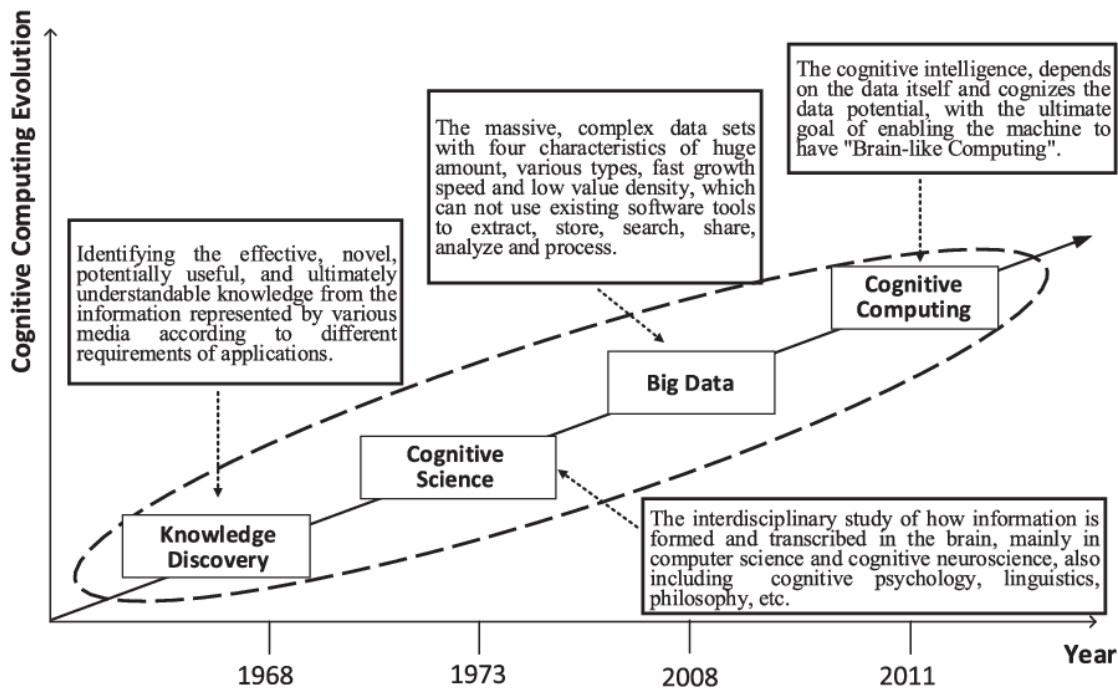 Cognitive Computing Evolution
The cognitive intelligence, depends
on the data itself and cognizes the
data potential, with the ultimate
goal of enabling the machine to
have "Brain-like Computing".
The massive, complex data sets
with four characteristics of huge
amount, various types, fast growth
speed and low value density, which
can not use existing software tools
to extract, store, search, share,
analyze and process.
Identifying the effective, novel,
potentially useful, and ultimately
understandable knowledge from the
information represented by various
media according to different
requirements of applications.
Cognitive
Computing
Big Data
Cognitive
Science
Knowledge
Discovery
The interdisciplinary study of how information is
formed and transcribed in the brain, mainly in
computer science and cognitive neuroscience, also
including cognitive psychology, linguistics,
philosophy, etc.
1968
1973
2008
2011
Year